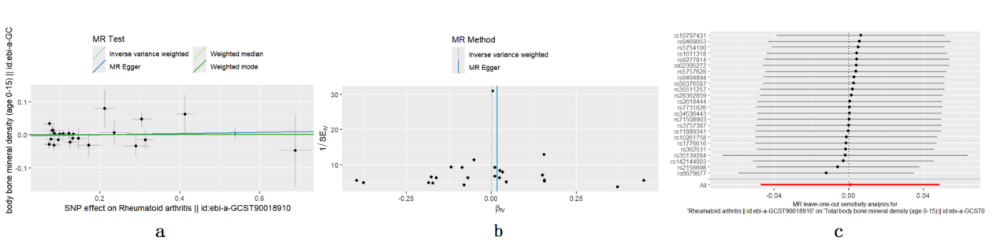 MR Test
Inverse variance weighted
Weighted median
MR Egger
Weighted mode
body bone mineral density (age 0-15) || id:ebi-a-GC
0.1
0.0
-0.1
0.2
0.4
0.6
SNP effect on Rheumatoid arthritis || id:ebi-a-GCST90018910
a
MR Method
Inverse variance weighted
MR Egger
1/SE_IV
30
20
10
-0.25
0.00
0.25
β_IV
b
rs10797431
rs9469053
rs5754100
rs1611318
rs9277814
rs62395272
rs5757628
rs9494894
rs56376587
rs35511257
rs28362859
rs2618444
rs7731626
rs34536443
rs71508903
rs3757387
rs11889341
rs10261758
rs1776616
rs362531
rs35139284
rs142144003
rs2156698
rs6679677
All
-0.04
0.00
0.04
MR leave-one-out sensitivity analysis for
'Rheumatoid arthritis || id:ebi-a-GCST90018910' on 'Total body bone mineral density (age 0-15) || id:ebi-a-GCST0
c